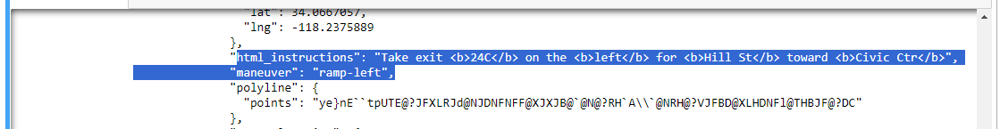 "lat": 34.0667057,
"lng": -118.2375889
},
"html_instructions": "Take exit <b>24C</b> on the <b>left</b> for <b>Hill St</b> toward <b>Civic Ctr</b>",
"maneuver": "ramp-left",
"polyline": {
"points": "ye}nE``tpUTE@?JFXLRJd@NJDNFNFF@XJXJB@`@N@?RH`A\\`@NRH@?VJFBD@XLHDNFl@THBJF@?DC"
},